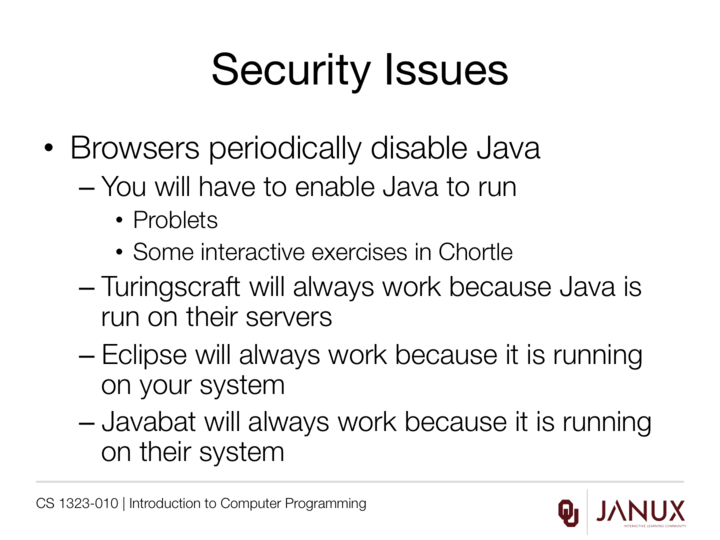 Security Issues
• Browsers periodically disable Java
– You will have to enable Java to run
• Problets
• Some interactive exercises in Chortle
– Turingscraft will always work because Java is
run on their servers
– Eclipse will always work because it is running
on your system
– Javabat will always work because it is running
on their system
CS 1323-010 | Introduction to Computer Programming
OU
JANUX
INTERACTIVE LEARNING COMMUNITY